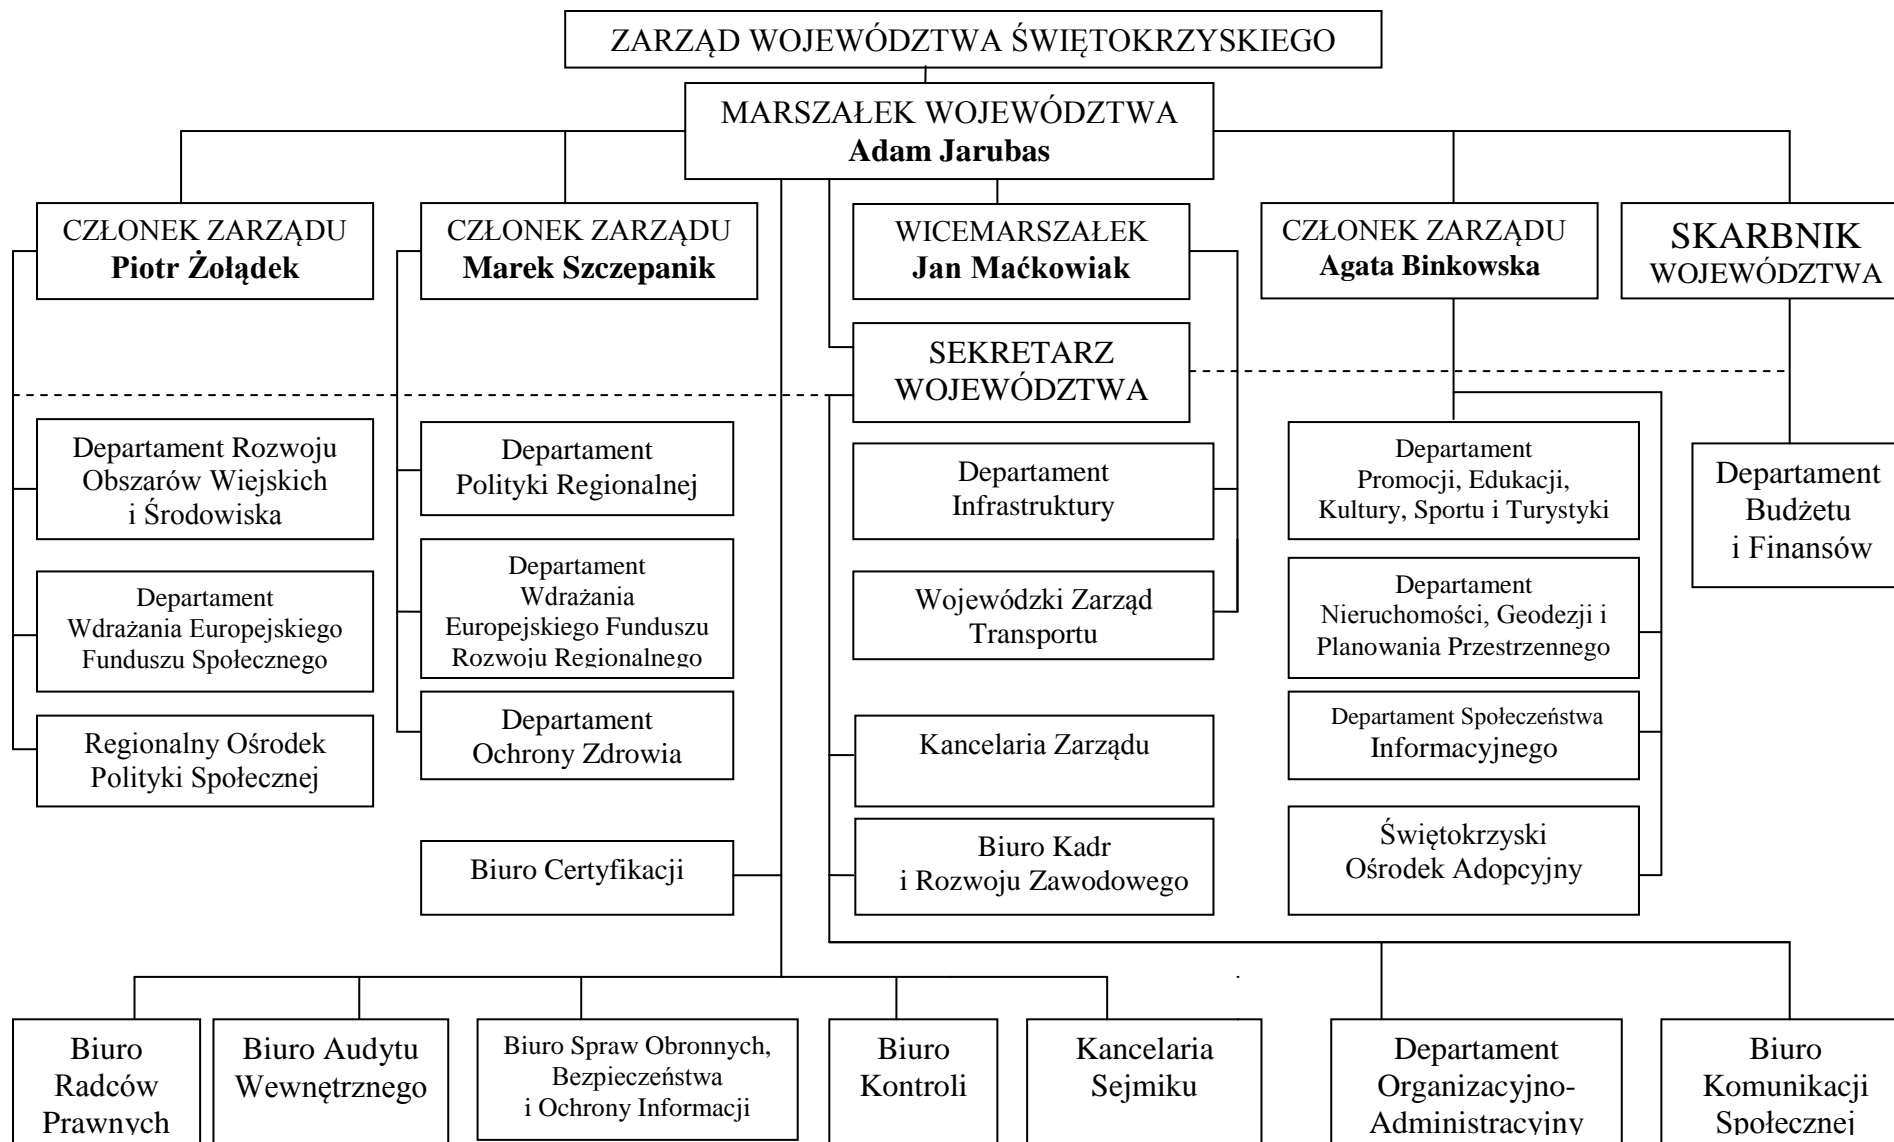 ZARZĄD WOJEWÓDZTWA ŚWIĘTOKRZYSKIEGO
MARSZAŁEK WOJEWÓDZTWA
Adam Jarubas
CZŁONEK ZARZĄDU
Piotr Żołądek
CZŁONEK ZARZĄDU
Marek Szczepanik
WICEMARSZAŁEK
Jan Maćkowiak
CZŁONEK ZARZĄDU
Agata Binkowska
SKARBNIK
WOJEWÓDZTWA
SEKRETARZ
WOJEWÓDZTWA
Departament Rozwoju
Obszarów Wiejskich
i Środowiska
Departament
Polityki Regionalnej
Departament
Infrastruktury
Departament
Promocji, Edukacji,
Kultury, Sportu i Turystyki
Departament
Budżetu
i Finansów
Departament
Wdrażania Europejskiego
Funduszu Społecznego
Departament
Wdrażania
Europejskiego Funduszu
Rozwoju Regionalnego
Wojewódzki Zarząd
Transportu
Departament
Nieruchomości, Geodezji i
Planowania Przestrzennego
Regionalny Ośrodek
Polityki Społecznej
Departament
Ochrony Zdrowia
Kancelaria Zarządu
Departament Społeczeństwa
Informacyjnego
Biuro Certyfikacji
Biuro Kadr
i Rozwoju Zawodowego
Świętokrzyski
Ośrodek Adopcyjny
Biuro
Radców
Prawnych
Biuro Audytu
Wewnętrznego
Biuro Spraw Obronnych,
Bezpieczeństwa
i Ochrony Informacji
Biuro
Kontroli
Kancelaria
Sejmiku
Departament
Organizacyjno-
Administracyjny
Biuro
Komunikacji
Społecznej